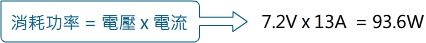 消耗功率 = 電壓 x 電流 7.2V x 13A = 93.6W